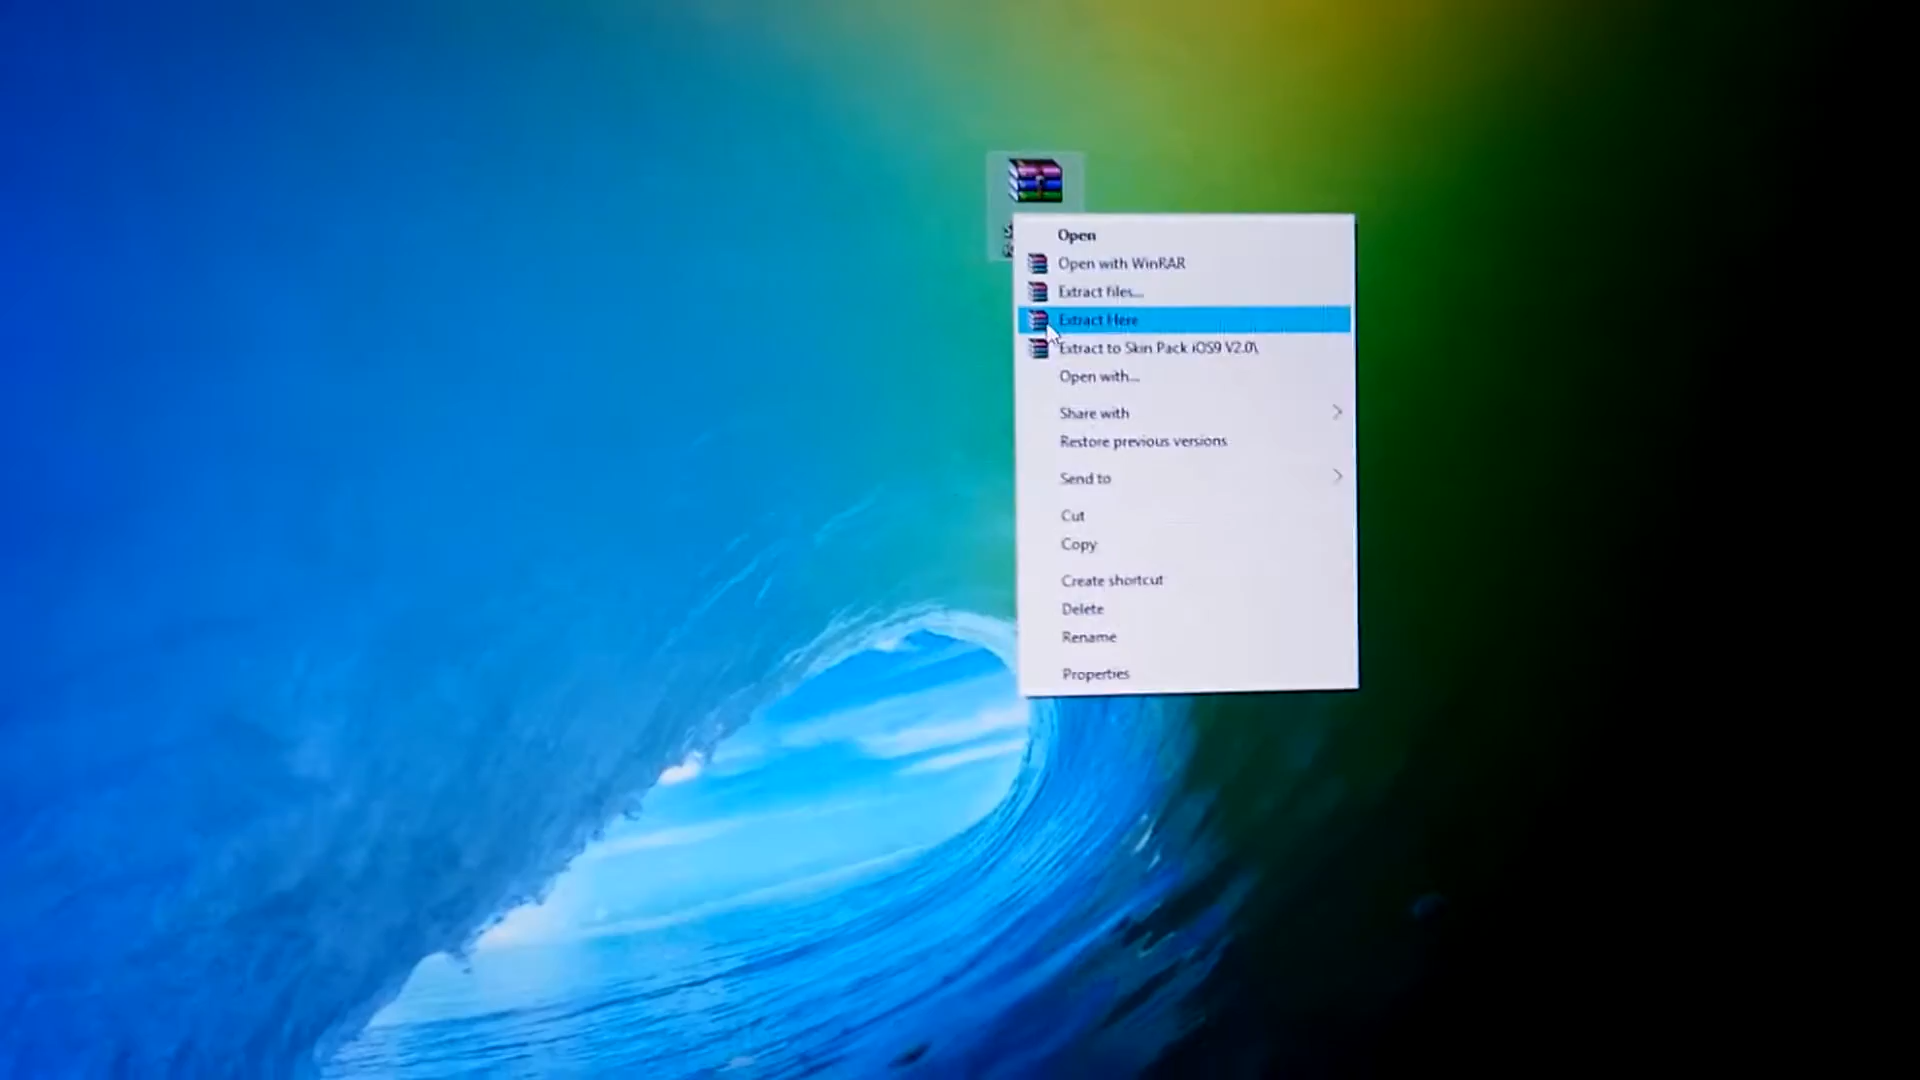 Open
Open with WinRAR
Extract files...
Extract Here
Extract to Skin Pack iOS9 V2.0\
Open with...
Share with
Restore previous versions
Send to
Cut
Copy
Create shortcut
Delete
Rename
Properties